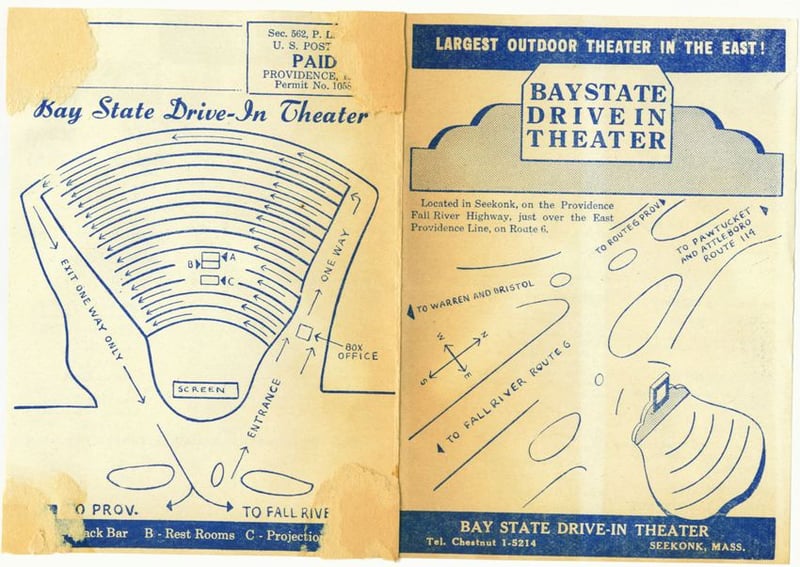 Sec. 562, P. L.
U. S. POST
PAID
PROVIDENCE,
Permit No. 1058
Bay State Drive-In Theater
A
B
C
EXIT ONE WAY ONLY
ONE WAY
BOX
OFFICE
SCREEN
ENTRANCE
O PROV.
TO FALL RIVE
ack Bar B - Rest Rooms C - Projectio
LARGEST OUTDOOR THEATER IN THE EAST!
BAY STATE
DRIVE IN
THEATER
Located in Seekonk, on the Providence
Fall River Highway, just over the East
Providence Line, on Route 6.
TO ROUTE 6 PROV.
TO PAWTUCKET
AND ATTLEBORO
ROUTE 114
TO WARREN AND BRISTOL
N
W
E
S
TO FALL RIVER ROUTE 6
BAY STATE DRIVE-IN THEATER
Tel. Chestnut 1-5214 SEEKONK, MASS.